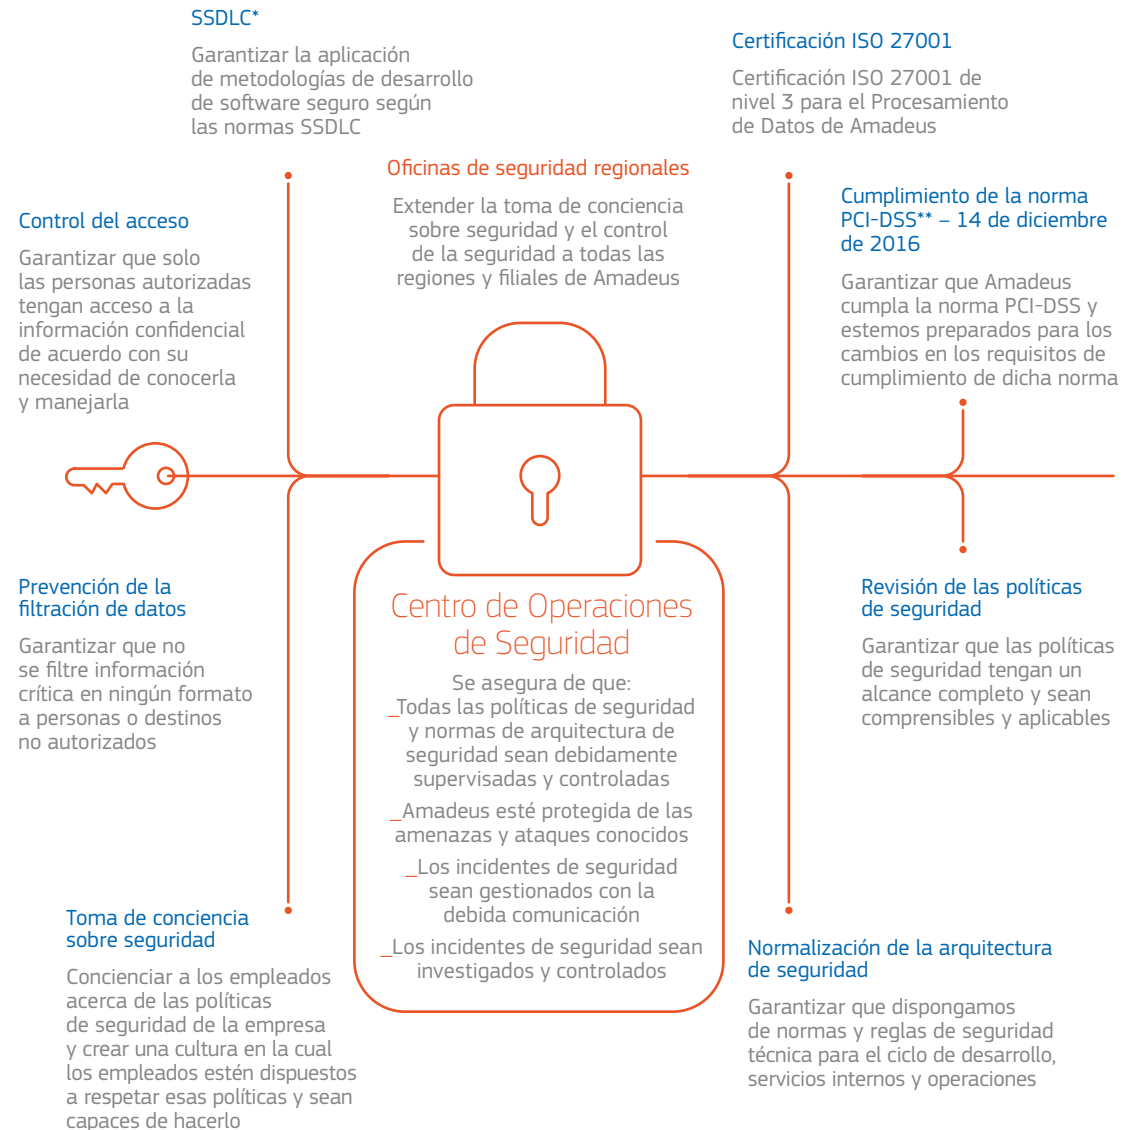 SSDLC*
Garantizar la aplicación
de metodologías de desarrollo
de software seguro según
las normas SSDLC
Certificación ISO 27001
Certificación ISO 27001 de
nivel 3 para el Procesamiento
de Datos de Amadeus
Oficinas de seguridad regionales
Extender la toma de conciencia
sobre seguridad y el control
de la seguridad a todas las
regiones y filiales de Amadeus
Control del acceso
Garantizar que solo
las personas autorizadas
tengan acceso a la
información confidencial
de acuerdo con su
necesidad de conocerla
y manejarla
Cumplimiento de la norma
PCI-DSS** – 14 de diciembre
de 2016
Garantizar que Amadeus
cumpla la norma PCI-DSS y
estemos preparados para los
cambios en los requisitos de
cumplimiento de dicha norma
Prevención de la
filtración de datos
Garantizar que no
se filtre información
crítica en ningún formato
a personas o destinos
no autorizados
Centro de Operaciones
de Seguridad
Se asegura de que:
_Todas las políticas de seguridad
y normas de arquitectura de
seguridad sean debidamente
supervisadas y controladas
_Amadeus esté protegida de las
amenazas y ataques conocidos
_Los incidentes de seguridad
sean gestionados con la
debida comunicación
_Los incidentes de seguridad sean
investigados y controlados
Revisión de las políticas
de seguridad
Garantizar que las políticas
de seguridad tengan un
alcance completo y sean
comprensibles y aplicables
Toma de conciencia
sobre seguridad
Concienciar a los empleados
acerca de las políticas
de seguridad de la empresa
y crear una cultura en la cual
los empleados estén dispuestos
a respetar esas políticas y sean
capaces de hacerlo
Normalización de la arquitectura
de seguridad
Garantizar que dispongamos
de normas y reglas de seguridad
técnica para el ciclo de desarrollo,
servicios internos y operaciones